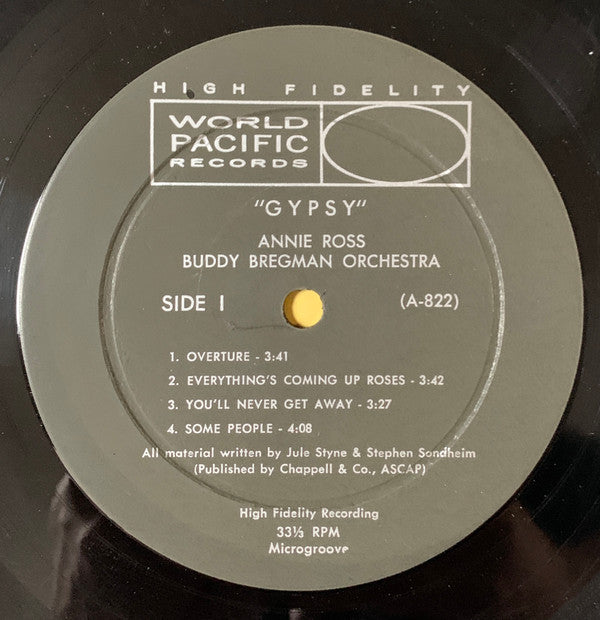 HIGH FIDELITY
WORLD
PACIFIC
RECORDS
"GYPSY"
ANNIE ROSS
BUDDY BREGMAN ORCHESTRA
SIDE I
(A-822)
1. OVERTURE - 3:41
2. EVERYTHING'S COMING UP ROSES - 3:42
3. YOU'LL NEVER GET AWAY - 3:27
4. SOME PEOPLE - 4:08
All material written by Jule Styne & Stephen Sondheim
(Published by Chappell & Co., ASCAP)
High Fidelity Recording
33⅓ RPM
Microgroove